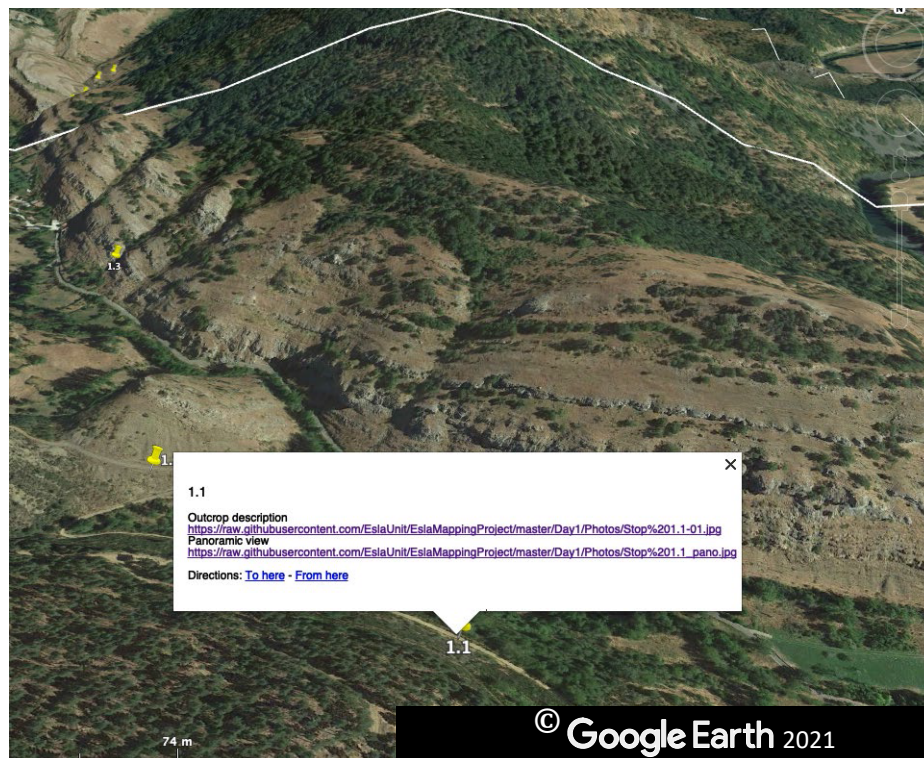 N
1.3
1.
1.1
Outcrop description
https://raw.githubusercontent.com/EslaUnit/EslaMappingProject/master/Day1/Photos/Stop%201.1-01.jpg
Panoramic view
https://raw.githubusercontent.com/EslaUnit/EslaMappingProject/master/Day1/Photos/Stop%201.1_pano.jpg
Directions: To here - From here
1.1
74 m
© Google Earth 2021